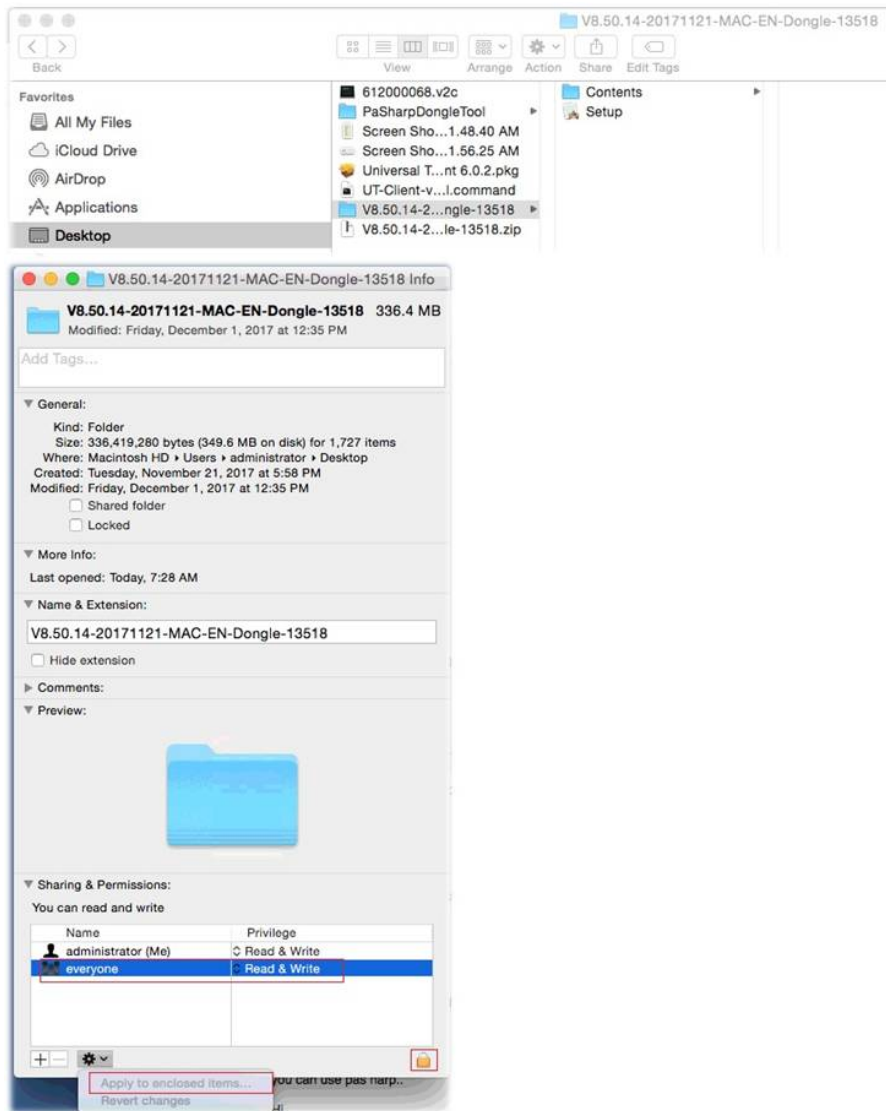 V8.50.14-20171121-MAC-EN-Dongle-13518
Back
View
Arrange
Action
Share
Edit Tags
Favorites
All My Files
iCloud Drive
AirDrop
Applications
Desktop
612000068.v2c
PaSharpDongleTool
Screen Sho...1.48.40 AM
Screen Sho...1.56.25 AM
Universal T...nt 6.0.2.pkg
UT-Client-v...l.command
V8.50.14-2...ngle-13518
V8.50.14-2...le-13518.zip
Contents
Setup
V8.50.14-20171121-MAC-EN-Dongle-13518 Info
V8.50.14-20171121-MAC-EN-Dongle-13518 336.4 MB
Modified: Friday, December 1, 2017 at 12:35 PM
Add Tags...
General:
Kind: Folder
Size: 336,419,280 bytes (349.6 MB on disk) for 1,727 items
Where: Macintosh HD ▸ Users ▸ administrator ▸ Desktop
Created: Tuesday, November 21, 2017 at 5:58 PM
Modified: Friday, December 1, 2017 at 12:35 PM
Shared folder
Locked
More Info:
Last opened: Today, 7:28 AM
Name & Extension:
V8.50.14-20171121-MAC-EN-Dongle-13518
Hide extension
Comments:
Preview:
Sharing & Permissions:
You can read and write
Name Privilege
administrator (Me) Read & Write
everyone Read & Write
Apply to enclosed items...
you can use pas harp..
Revert changes